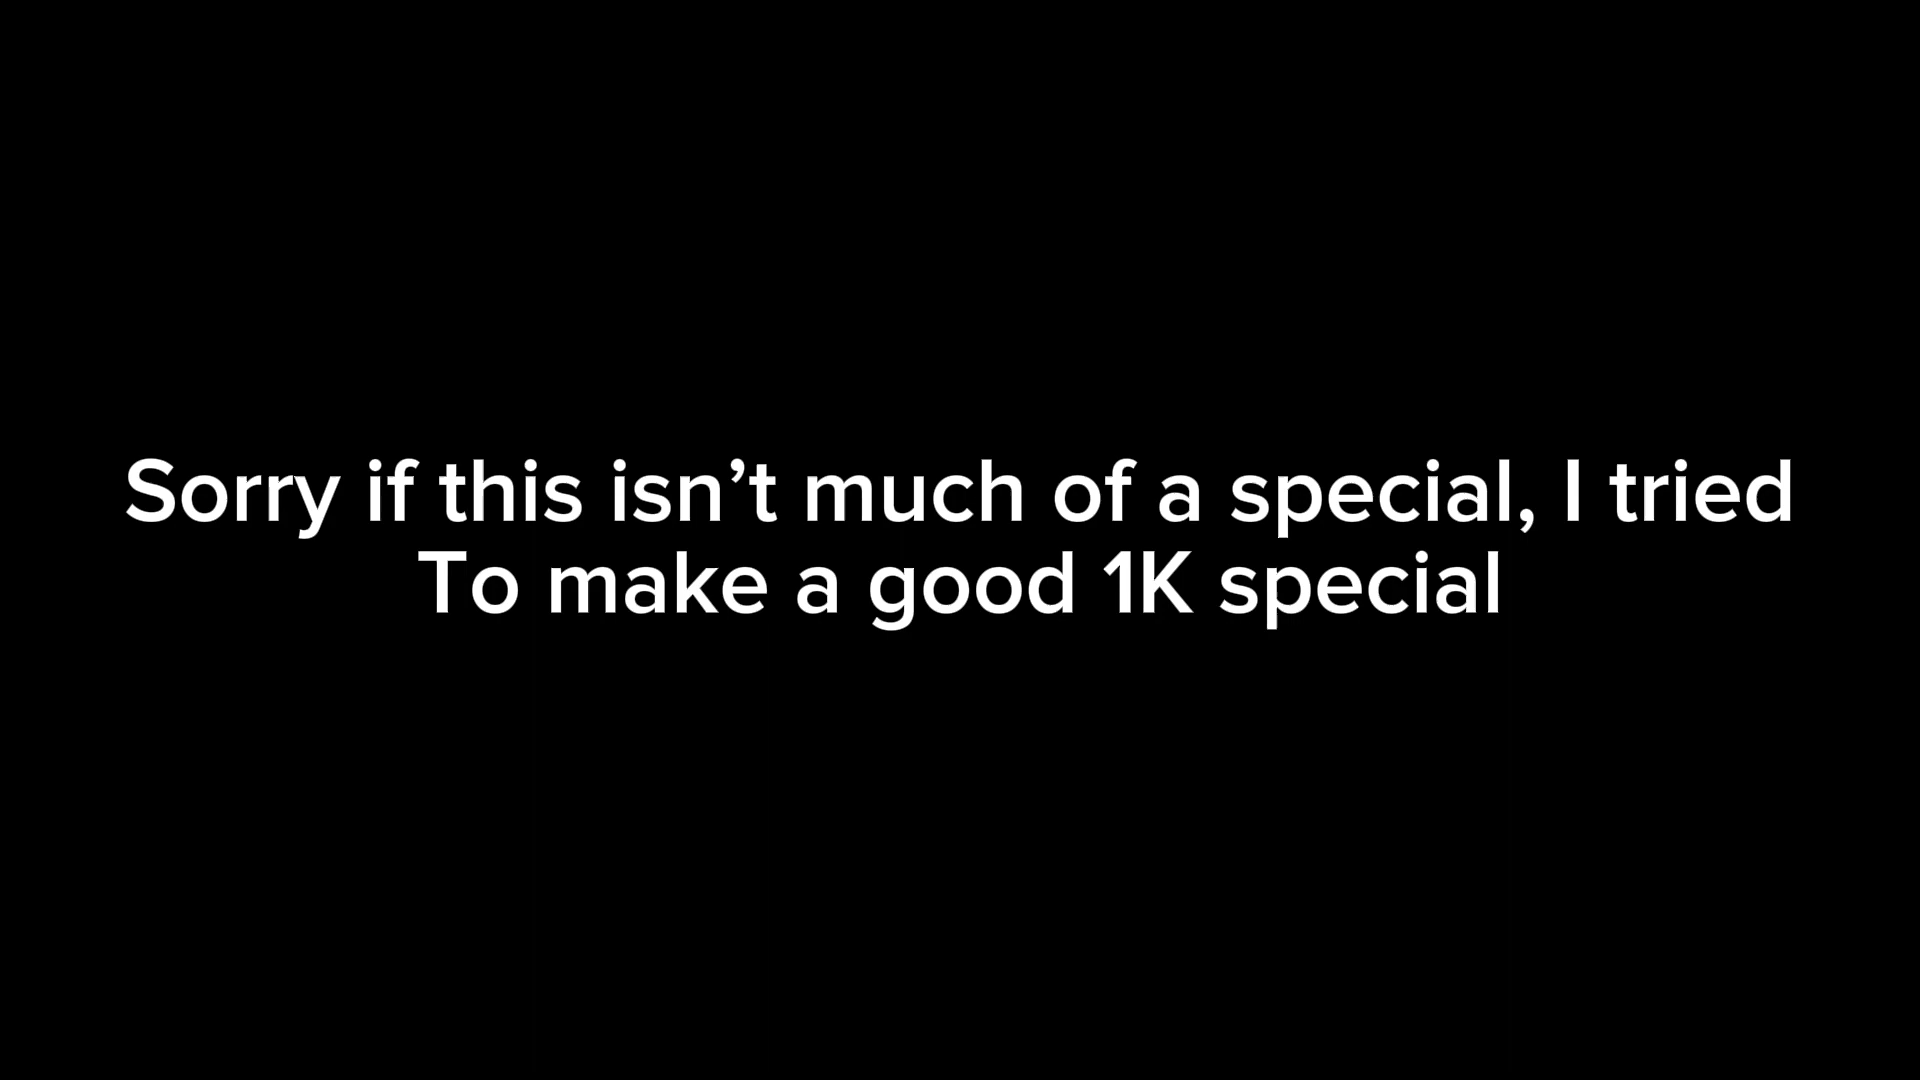 Sorry if this isn’t much of a special, I tried
To make a good 1K special